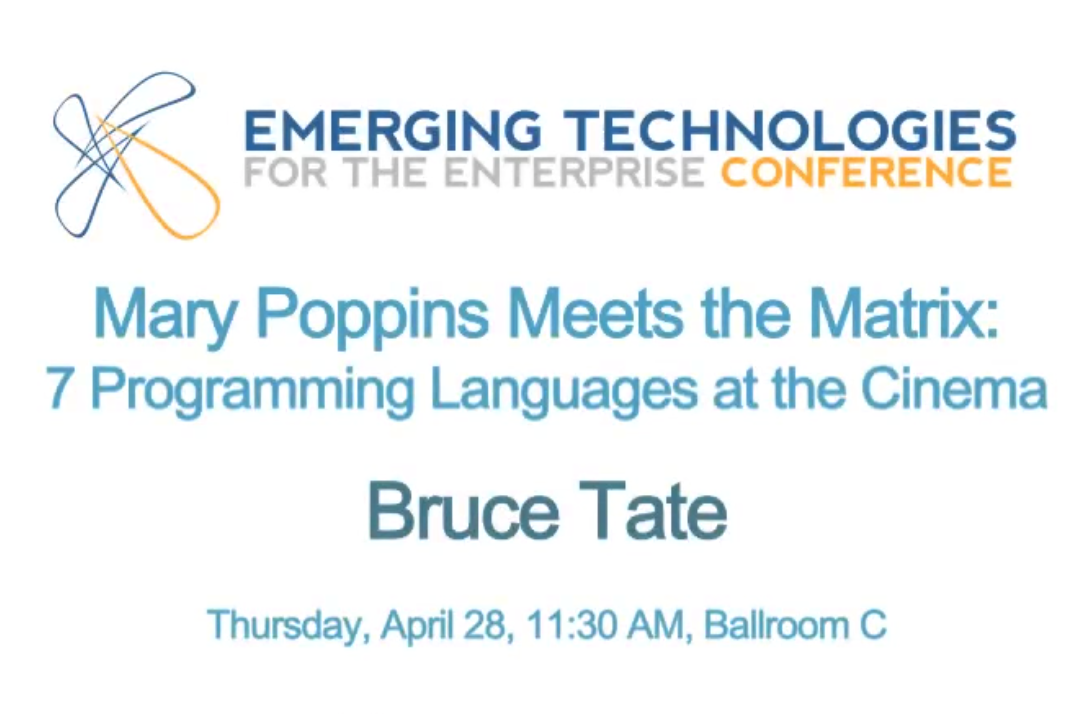 EMERGING TECHNOLOGIES
FOR THE ENTERPRISE CONFERENCE
Mary Poppins Meets the Matrix:
7 Programming Languages at the Cinema
Bruce Tate
Thursday, April 28, 11:30 AM, Ballroom C